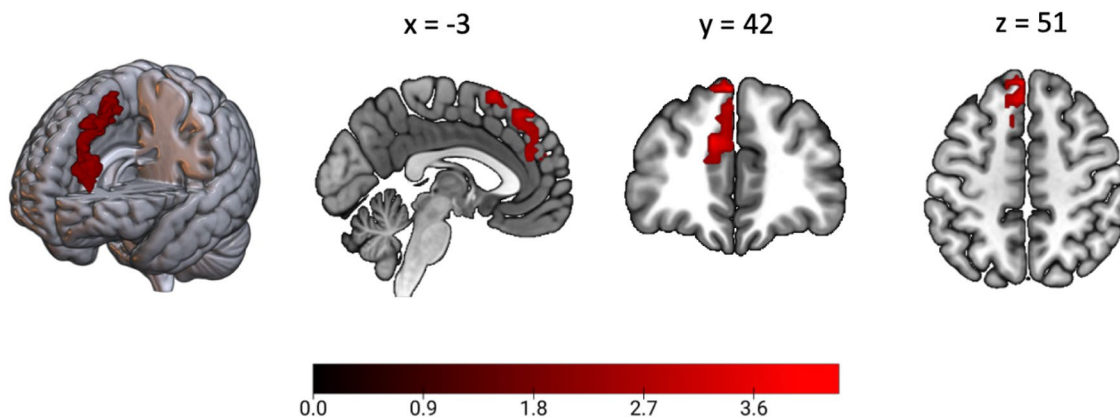 x = -3
y = 42
z = 51
0.0
0.9
1.8
2.7
3.6